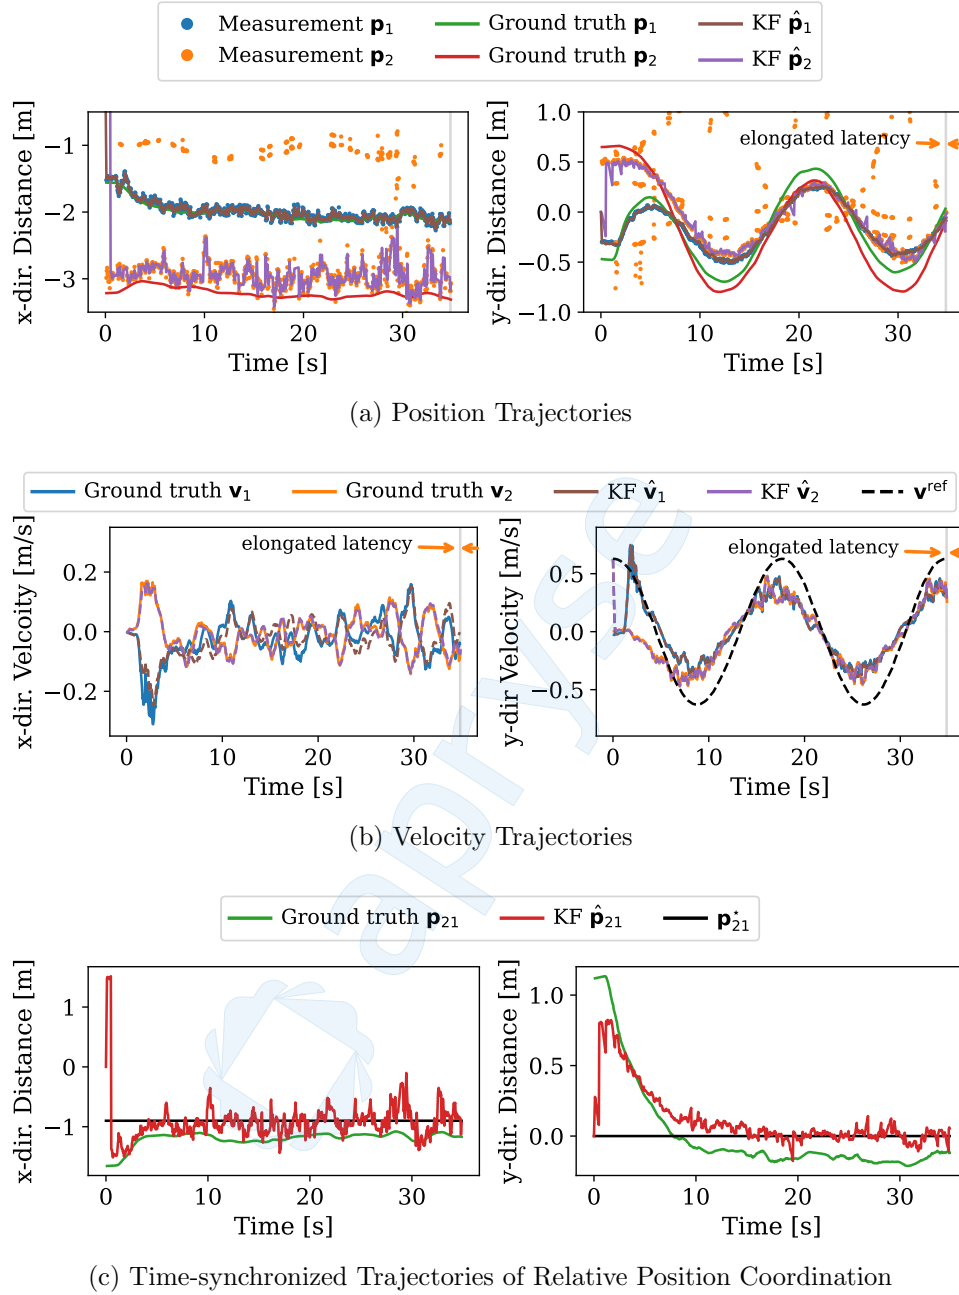 Measurement p₁
Ground truth p₁
KF p̂₁
Measurement p₂
Ground truth p₂
KF p̂₂
x-dir. Distance [m]
−1
−2
−3
0
10
20
30
Time [s]
y-dir. Distance [m]
1.0
0.5
0.0
−0.5
−1.0
elongated latency
0
10
20
30
Time [s]
(a) Position Trajectories
Ground truth v₁
Ground truth v₂
KF v̂₁
KF v̂₂
vʳᵉᶠ
x-dir. Velcoity [m/s]
0.2
0.0
−0.2
elongated latency
0
10
20
30
Time [s]
y-dir Velocity [m/s]
0.5
0.0
−0.5
elongated latency
0
10
20
30
Time [s]
(b) Velocity Trajectories
Ground truth p₂₁
KF p̂₂₁
p⋆₂₁
x-dir. Distance [m]
1
0
−1
0
10
20
30
Time [s]
y-dir. Distance [m]
1.0
0.5
0.0
0
10
20
30
Time [s]
(c) Time-synchronized Trajectories of Relative Position Coordination
apryse